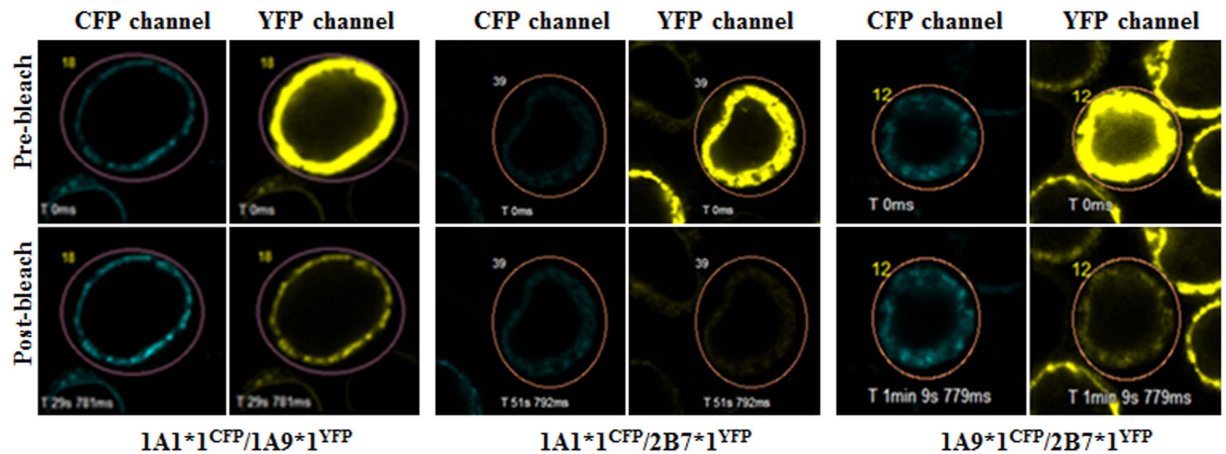 CFP channel YFP channel CFP channel YFP channel CFP channel YFP channel
Pre-bleach
18 18 39 39 12 12
T 0ms T 0ms T 0ms T 0ms T 0ms T 0ms
Post-bleach
18 18 39 39 12 12
T 29s 781ms T 29s 781ms T 51s 792ms T 51s 792ms T 1min 9s 779ms T 1min 9s 779ms
1A1*1CFP/1A9*1YFP 1A1*1CFP/2B7*1YFP 1A9*1CFP/2B7*1YFP